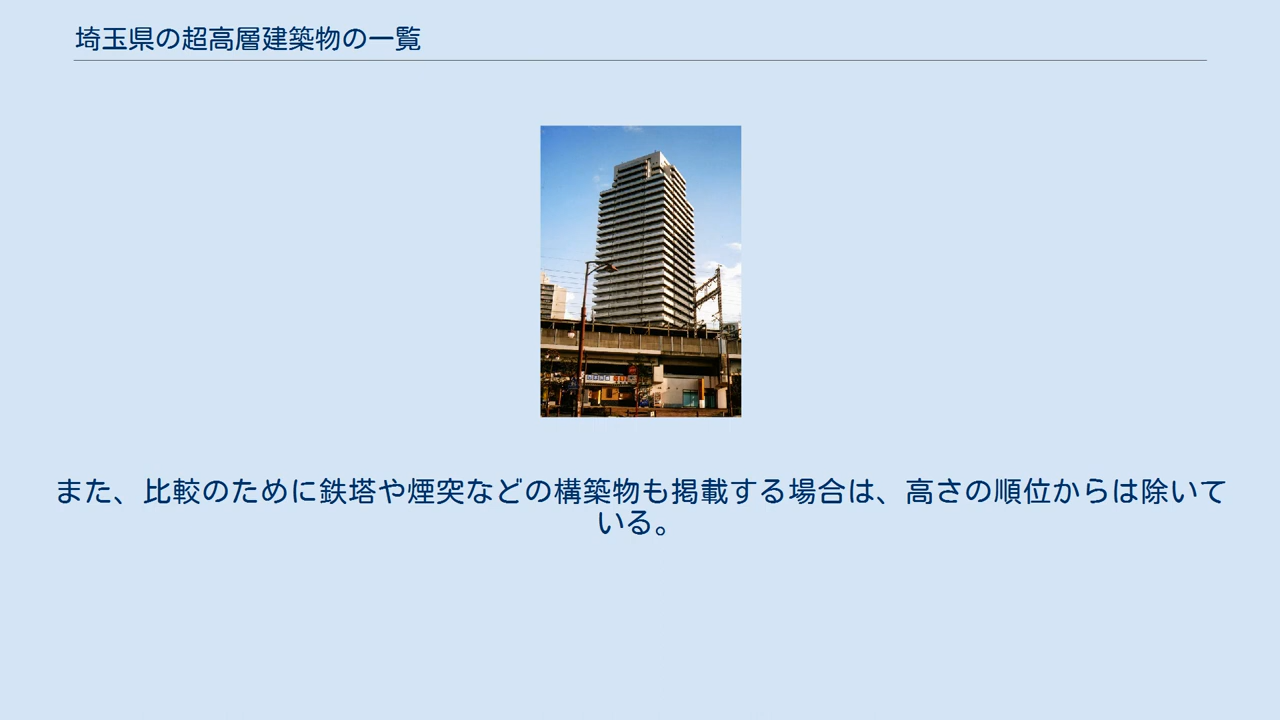 埼玉県の超高層建築物の一覧
また、比較のために鉄塔や煙突などの構築物も掲載する場合は、高さの順位からは除いて
いる。